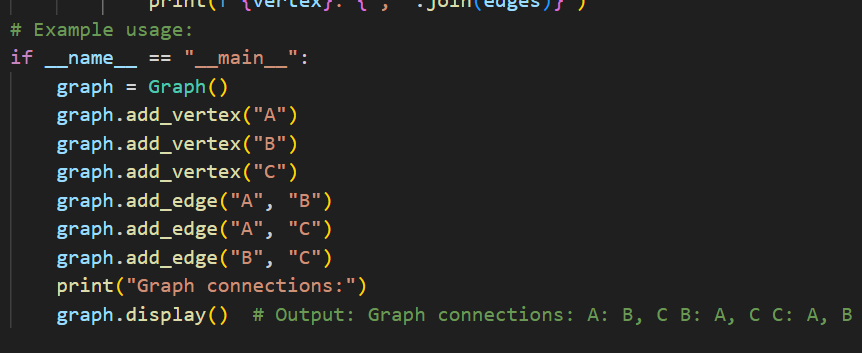 print(f"{vertex}: {", ".join(edges)}")
# Example usage:
if __name__ == "__main__":
    graph = Graph()
    graph.add_vertex("A")
    graph.add_vertex("B")
    graph.add_vertex("C")
    graph.add_edge("A", "B")
    graph.add_edge("A", "C")
    graph.add_edge("B", "C")
    print("Graph connections:")
    graph.display()  # Output: Graph connections: A: B, C B: A, C C: A, B